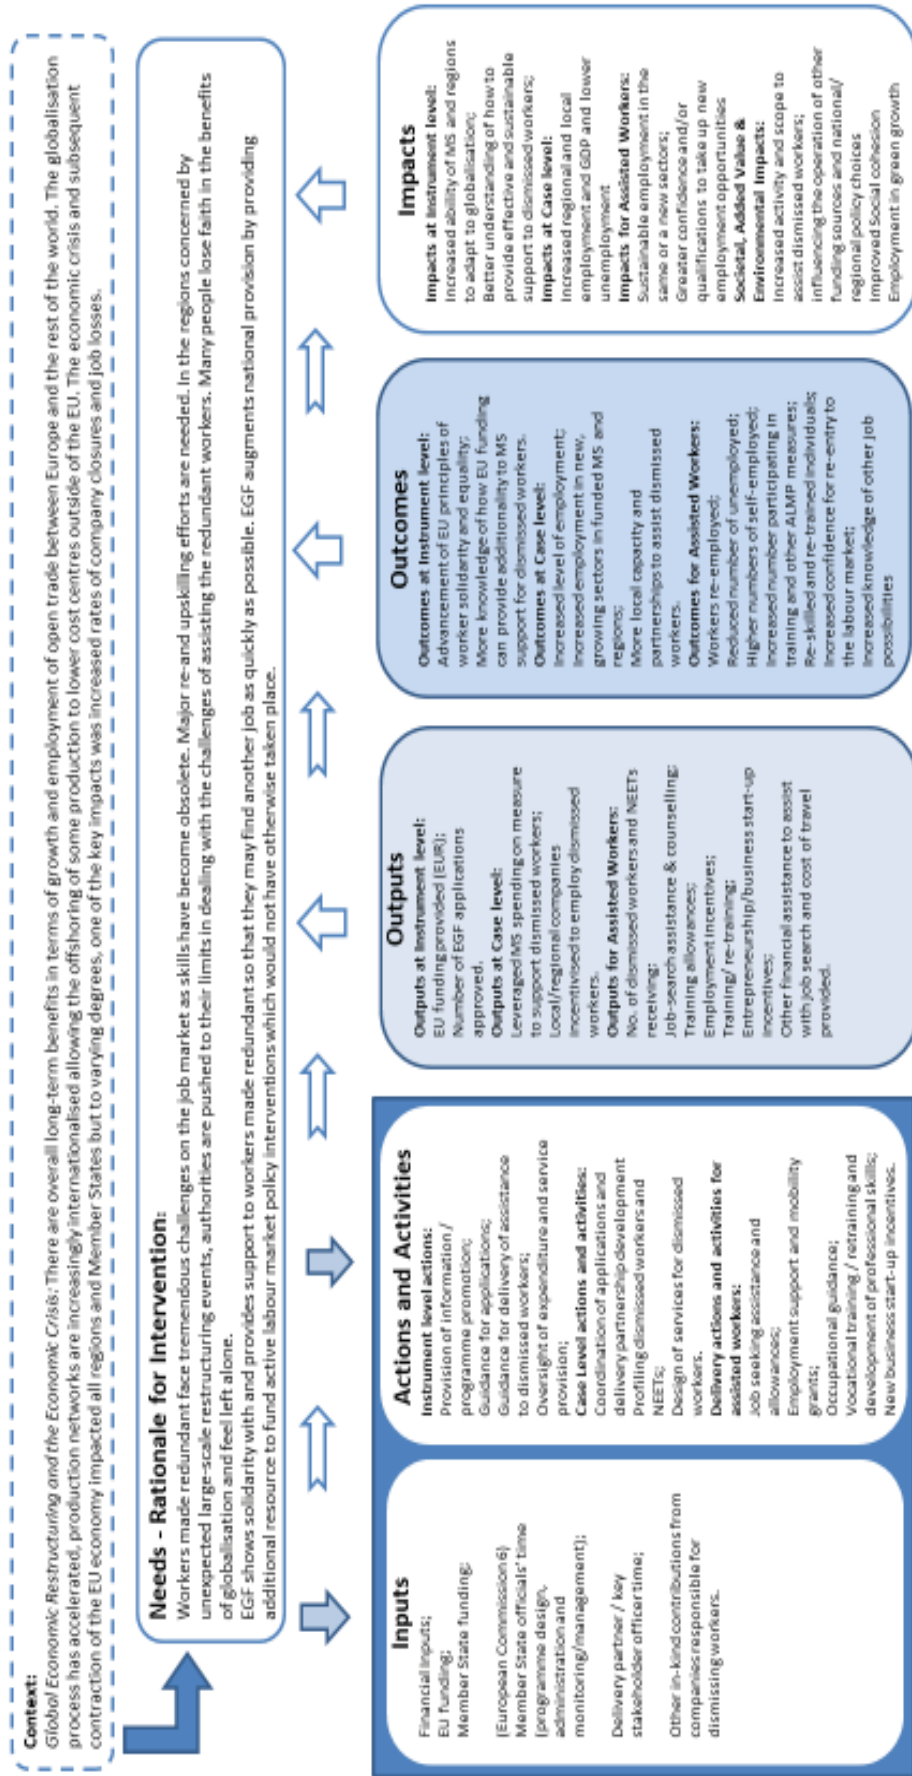 Context:
Global Economic Restructuring and the Economic Crisis: There are overall long-term benefits in terms of growth and employment of open trade between Europe and the rest of the world. The globalisation
process has accelerated, production networks are increasingly internationalised allowing the offshoring of some production to lower cost centres outside of the EU. The economic crisis and subsequent
contraction of the EU economy impacted all regions and Member States but to varying degrees, one of the key impacts was increased rates of company closures and job losses.
Needs - Rationale for Intervention:
Workers made redundant face tremendous challenges on the job market as skills have become obsolete. Major re-and upskilling efforts are needed. In the regions concerned by
unexpected large-scale restructuring events, authorities are pushed to their limits in dealing with the challenges of assisting the redundant workers. Many people lose faith in the benefits
of globalisation and feel left alone.
EGF shows solidarity with and provides support to workers made redundant so that they may find another job as quickly as possible. EGF augments national provision by providing
additional resource to fund active labour market policy interventions which would not have otherwise taken place.
Inputs
Financial Inputs;
EU funding;
Member State funding;
(European Commission 6)
Member State officials' time
(programme design,
administration and
monitoring/management);
Delivery partner / key
stakeholder officer time;
Other in-kind contributions from
companies responsible for
dismissing workers.
Actions and Activities
Instrument level actions:
Provision of information /
programme promotion;
Guidance for applications;
Guidance for delivery of assistance
to dismissed workers;
Oversight of expenditure and service
provision;
Case Level actions and activities:
Coordination of applications and
delivery partnership development
Profiling dismissed workers and
NEETs;
Design of services for dismissed
workers.
Delivery actions and activities for
assisted workers:
Job seeking assistance and
allowances;
Employment support and mobility
grants;
Occupational guidance;
Vocational training / retraining and
development of professional skills;
New business start-up incentives.
Outputs
Outputs at Instrument level:
EU funding provided (EUR);
Number of EGF applications
approved.
Outputs at Case level:
Leveraged MS spending on measure
to support dismissed workers;
Local/regional companies
incentivised to employ dismissed
workers.
Outputs for Assisted Workers:
No. of dismissed workers and NEETs
receiving;
Job-search assistance & counselling;
Training allowances;
Employment incentives;
Training/ re-training;
Entrepreneurship/business start-up
incentives;
Other financial assistance to assist
with job search and cost of travel
provided.
Outcomes
Outcomes at Instrument level:
Advancement of EU principles of
worker solidarity and equality;
More knowledge of how EU funding
can provide additionality to MS
support for dismissed workers.
Outcomes at Case level:
Increased level of employment;
Increased employment in new,
growing sectors in funded MS and
regions;
More local capacity and
partnerships to assist dismissed
workers.
Outcomes for Assisted Workers:
Workers re-employed;
Reduced number of unemployed;
Higher numbers of self-employed;
Increased number participating in
training and other ALMP measures;
Re-skilled and re-trained individuals;
Increased confidence for re-entry to
the labour market;
Increased knowledge of other job
possibilities
Impacts
Impacts at Instrument level:
Increased ability of MS and regions
to adapt to globalisation;
Better understanding of how to
provide effective and sustainable
support to dismissed workers;
Impacts at Case level:
Increased regional and local
employment and GDP and lower
unemployment
Impacts for Assisted Workers:
Sustainable employment in the
same or a new sectors;
Greater confidence and/or
qualifications to take up new
employment opportunities
Societal, Added Value &
Environmental Impacts:
Increased activity and scope to
assist dismissed workers;
influencing the operation of other
funding sources and national/
regional policy choices
Improved Social cohesion
Employment in green growth